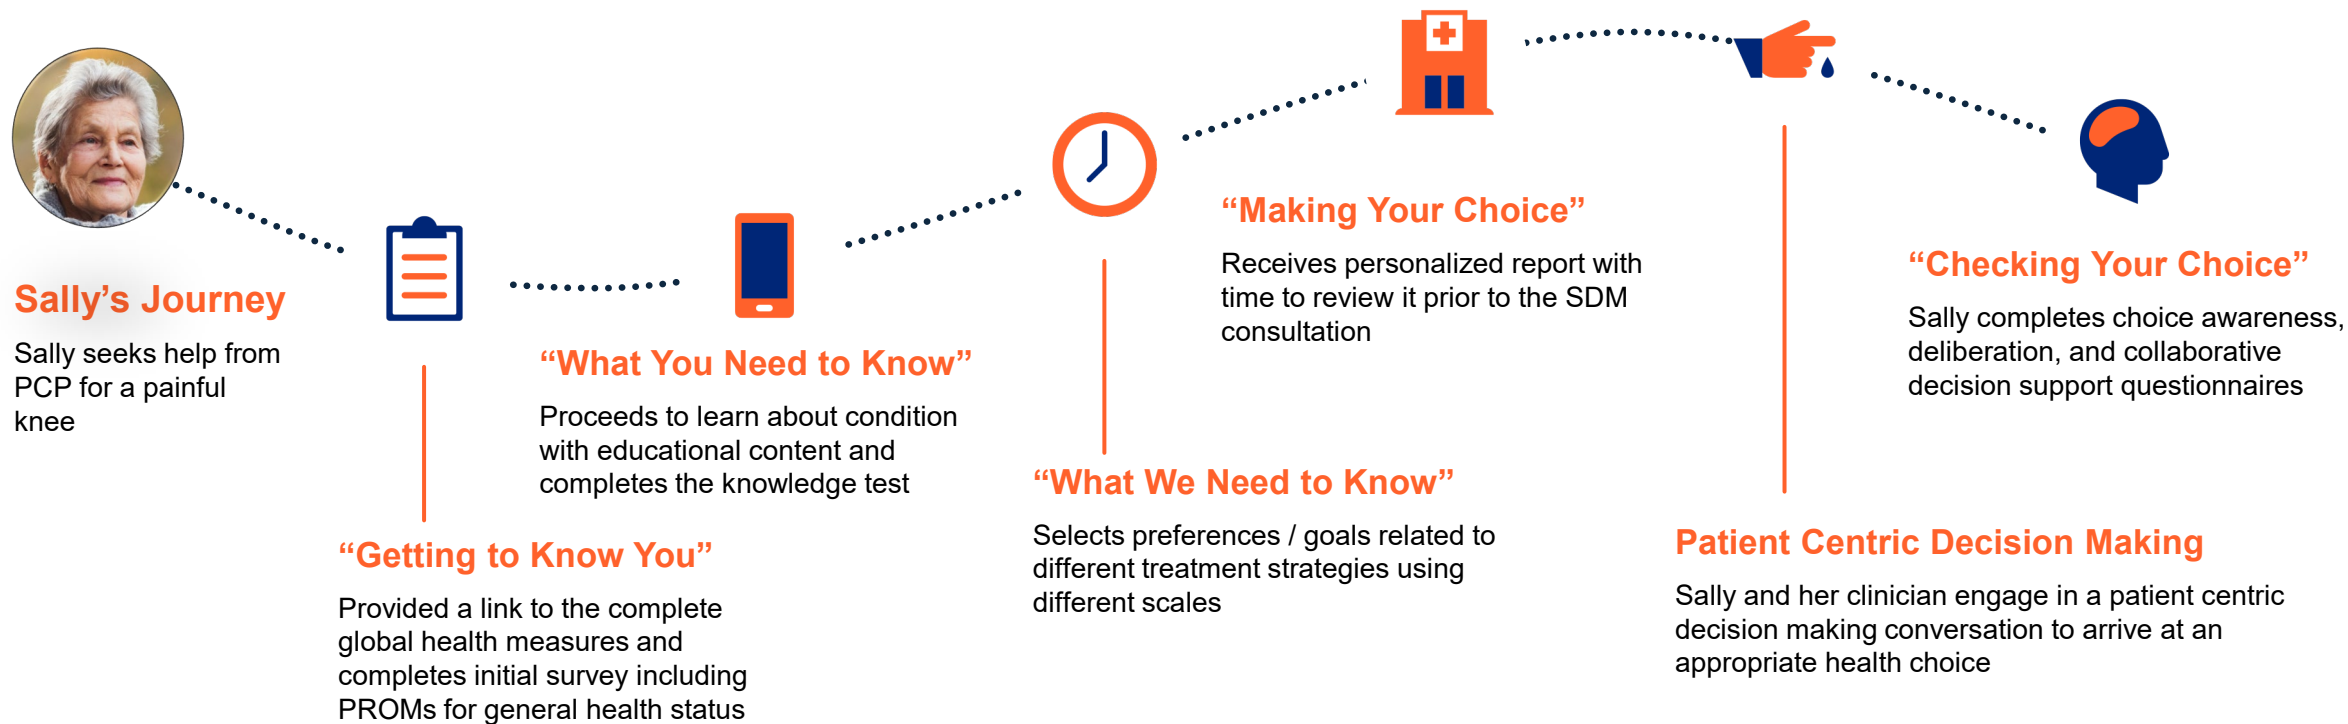 Sally’s Journey
Sally seeks help from
PCP for a painful
knee
“Getting to Know You”
Provided a link to the complete
global health measures and
completes initial survey including
PROMs for general health status
“What You Need to Know”
Proceeds to learn about condition
with educational content and
completes the knowledge test
“What We Need to Know”
Selects preferences / goals related to
different treatment strategies using
different scales
“Making Your Choice”
Receives personalized report with
time to review it prior to the SDM
consultation
Patient Centric Decision Making
Sally and her clinician engage in a patient centric
decision making conversation to arrive at an
appropriate health choice
“Checking Your Choice”
Sally completes choice awareness,
deliberation, and collaborative
decision support questionnaires